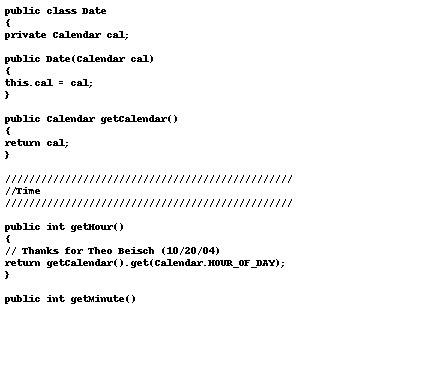 public class Date
{
private Calendar cal;

public Date(Calendar cal)
{
this.cal = cal;
}

public Calendar getCalendar()
{
return cal;
}

////////////////////////////////////////////////
//Time
////////////////////////////////////////////////

public int getHour()
{
// Thanks for Theo Beisch (10/20/04)
return getCalendar().get(Calendar.HOUR_OF_DAY);
}

public int getMinute()